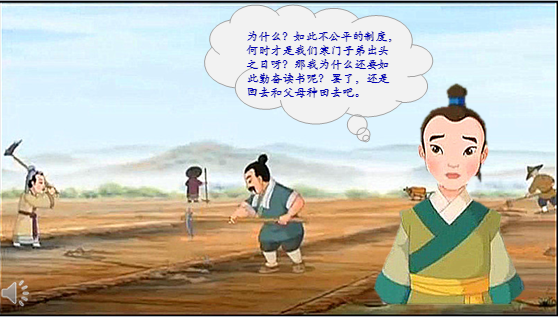 为什么？如此不公平的制度，
何时才是我们寒门子弟出头
之日呀？那我为什么还要如
此勤奋读书呢？罢了，还是
回去和父母种田去吧。